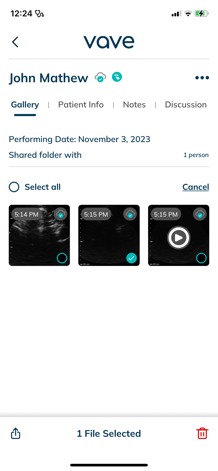 12:24
vave
John Mathew
Gallery | Patient Info | Notes | Discussion
Performing Date: November 3, 2023
Shared folder with 1 person
Select all Cancel
5:14 PM 5:15 PM 5:15 PM
1 File Selected